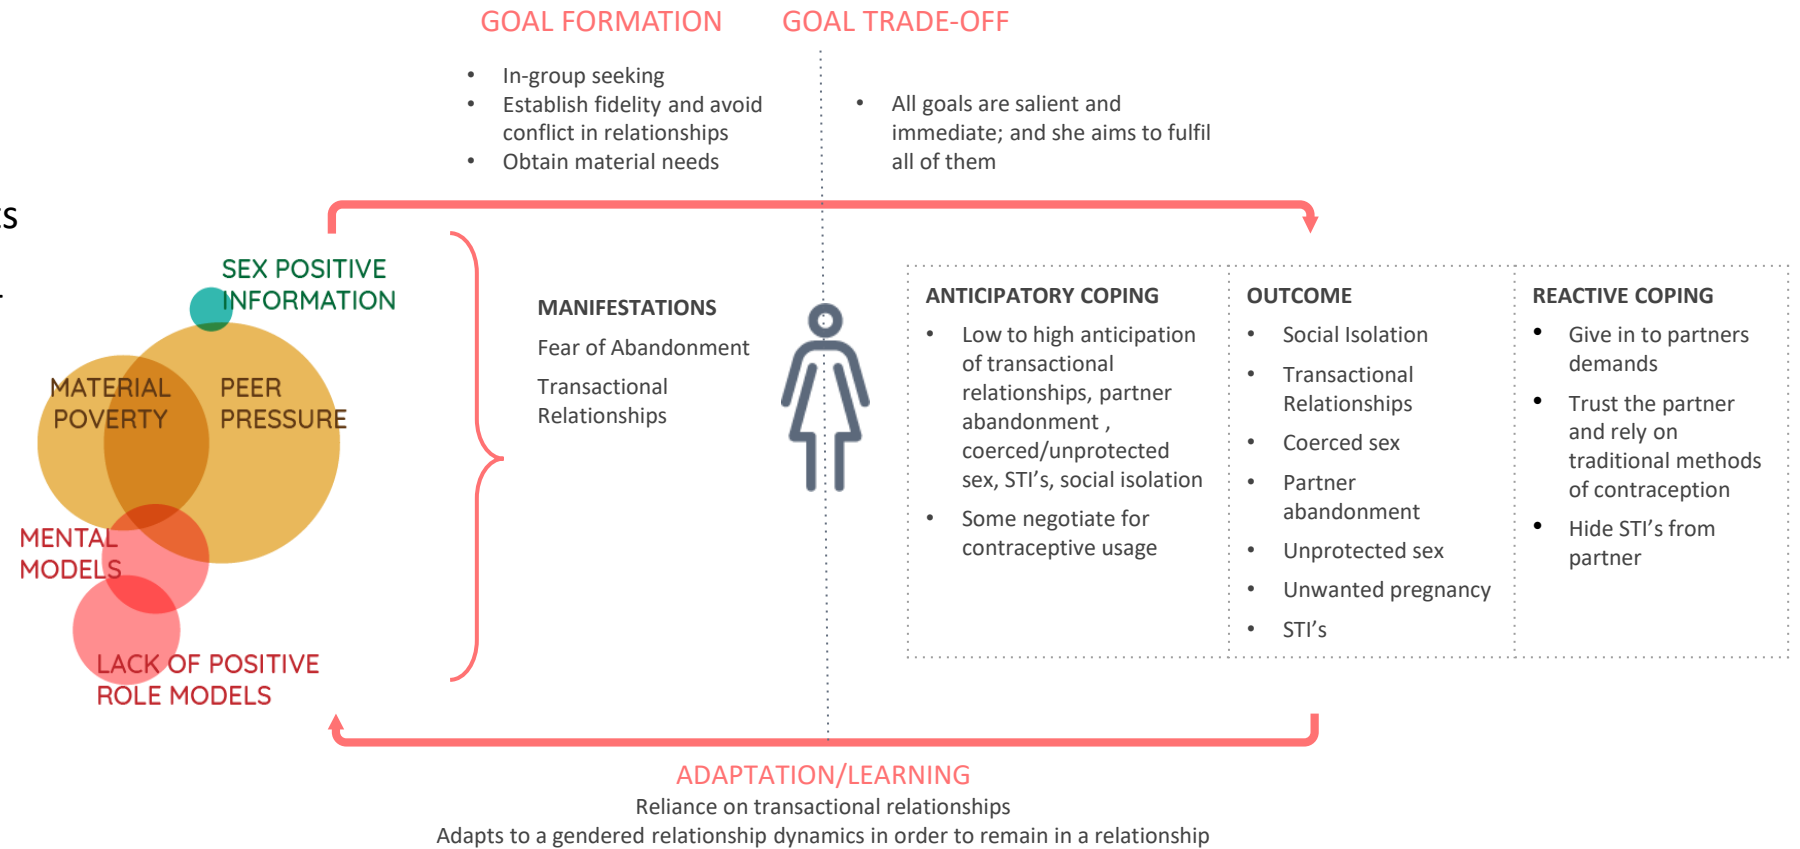 GOAL FORMATION
GOAL TRADE-OFF
• In-group seeking
• Establish fidelity and avoid
conflict in relationships
• Obtain material needs
• All goals are salient and
immediate; and she aims to fulfil
all of them
SEX POSITIVE
INFORMATION
MATERIAL
POVERTY
PEER
PRESSURE
MENTAL
MODELS
LACK OF POSITIVE
ROLE MODELS
MANIFESTATIONS
Fear of Abandonment
Transactional
Relationships
ANTICIPATORY COPING
• Low to high anticipation
of transactional
relationships, partner
abandonment ,
coerced/unprotected
sex, STI's, social isolation
• Some negotiate for
contraceptive usage
OUTCOME
• Social Isolation
• Transactional
Relationships
• Coerced sex
• Partner
abandonment
• Unprotected sex
• Unwanted pregnancy
• STI's
REACTIVE COPING
• Give in to partners
demands
• Trust the partner
and rely on
traditional methods
of contraception
• Hide STI's from
partner
ADAPTATION/LEARNING
Reliance on transactional relationships
Adapts to a gendered relationship dynamics in order to remain in a relationship